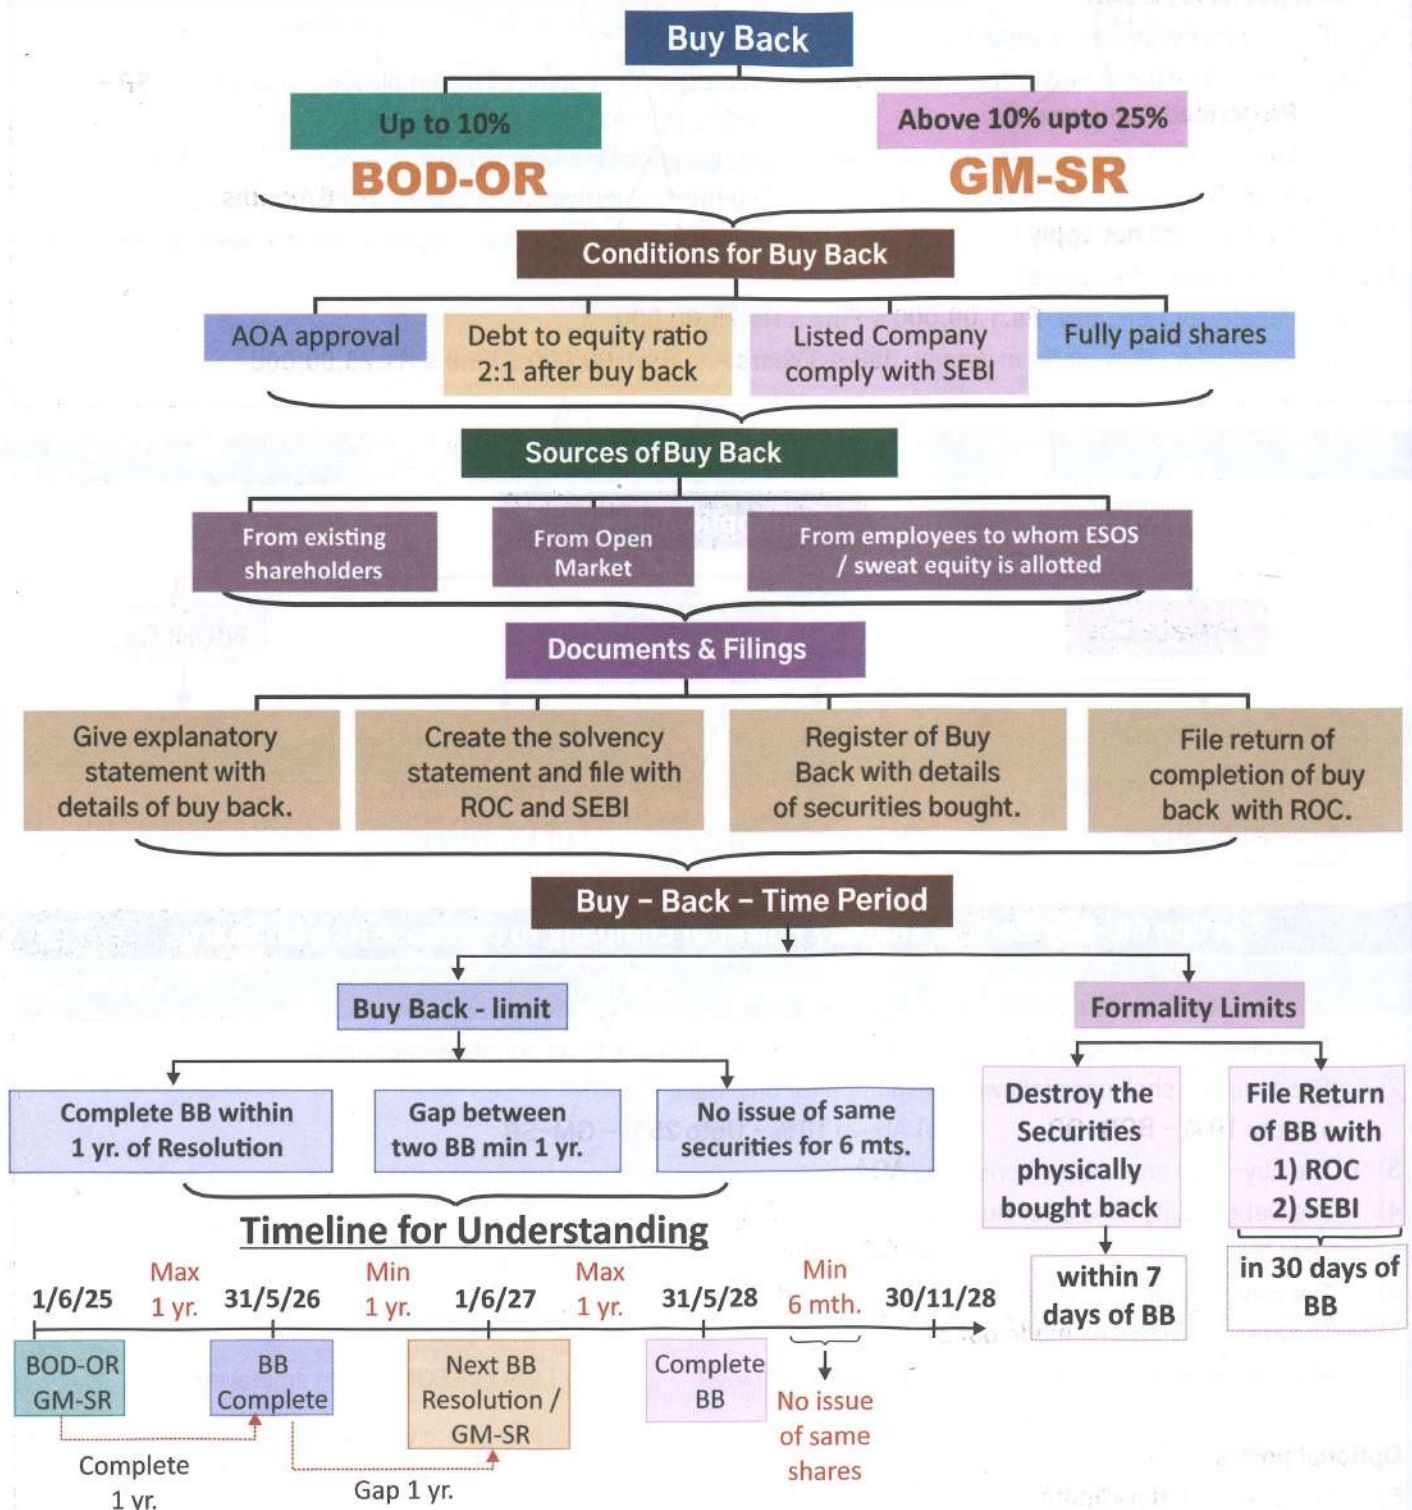 Buy Back
Up to 10%
Above 10% upto 25%
BOD-OR
GM-SR
Conditions for Buy Back
AOA approval
Debt to equity ratio
2:1 after buy back
Listed Company
comply with SEBI
Fully paid shares
Sources of Buy Back
From existing
shareholders
From Open
Market
From employees to whom ESOS
/ sweat equity is allotted
Documents & Filings
Give explanatory
statement with
details of buy back.
Create the solvency
statement and file with
ROC and SEBI
Register of Buy
Back with details
of securities bought.
File return of
completion of buy
back with ROC.
Buy – Back – Time Period
Buy Back - limit
Formality Limits
Complete BB within
1 yr. of Resolution
Gap between
two BB min 1 yr.
No issue of same
securities for 6 mts.
Destroy the
Securities
physically
bought back
within 7
days of BB
File Return
of BB with
1) ROC
2) SEBI
in 30 days of
BB
Timeline for Understanding
1/6/25
Max
1 yr.
31/5/26
Min
1 yr.
1/6/27
Max
1 yr.
31/5/28
Min
6 mth.
30/11/28
BOD-OR
GM-SR
BB
Complete
Next BB
Resolution /
GM-SR
Complete
BB
No issue
of same
shares
Complete
1 yr.
Gap 1 yr.